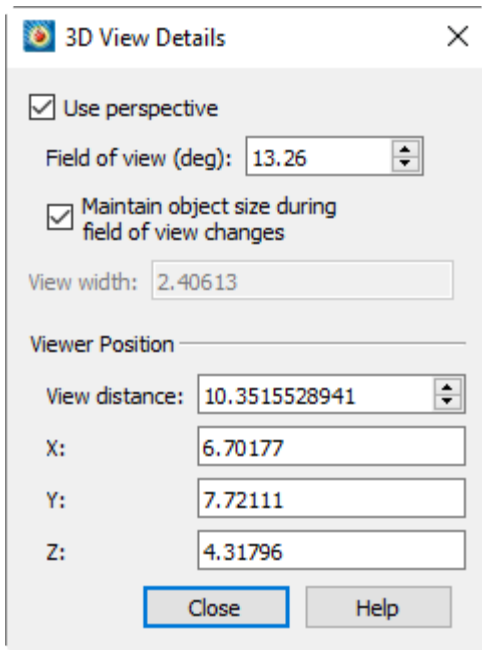 3D View Details
Use perspective
Field of view (deg): 13.26
Maintain object size during
field of view changes
View width: 2.40613
Viewer Position
View distance: 10.3515528941
X: 6.70177
Y: 7.72111
Z: 4.31796
Close Help